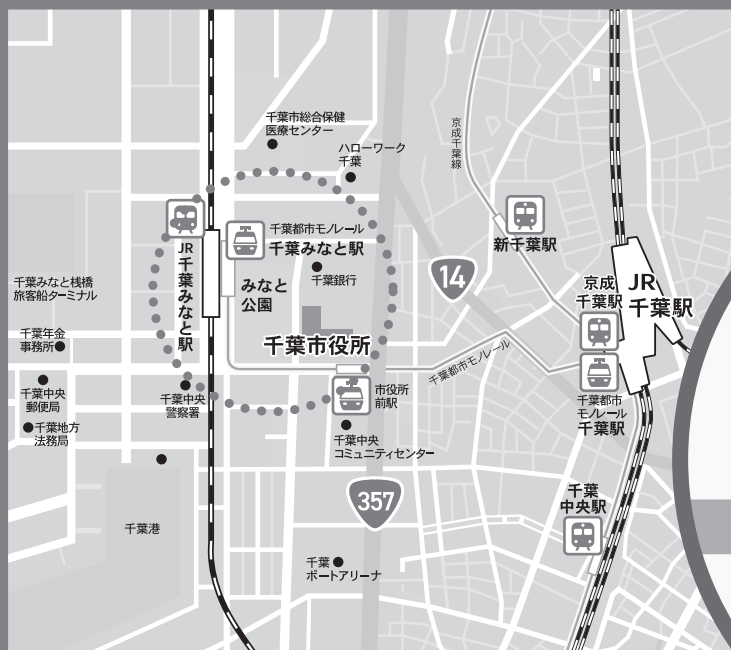 千葉市総合保健
医療センター
ハローワーク
千葉
京成千葉線
千葉都市モノレール
千葉みなと駅
新千葉駅
JR千葉みなと駅
千葉銀行
みなと
公園
14
京成
千葉駅
JR
千葉駅
千葉みなと桟橋
旅客船ターミナル
千葉年金
事務所
千葉市役所
千葉都市モノレール
千葉中央
郵便局
千葉中央
警察署
市役所
前駅
千葉都市
モノレール
千葉駅
千葉地方
法務局
千葉中央
コミュニティセンター
357
千葉
中央駅
千葉港
千葉
ポートアリーナ